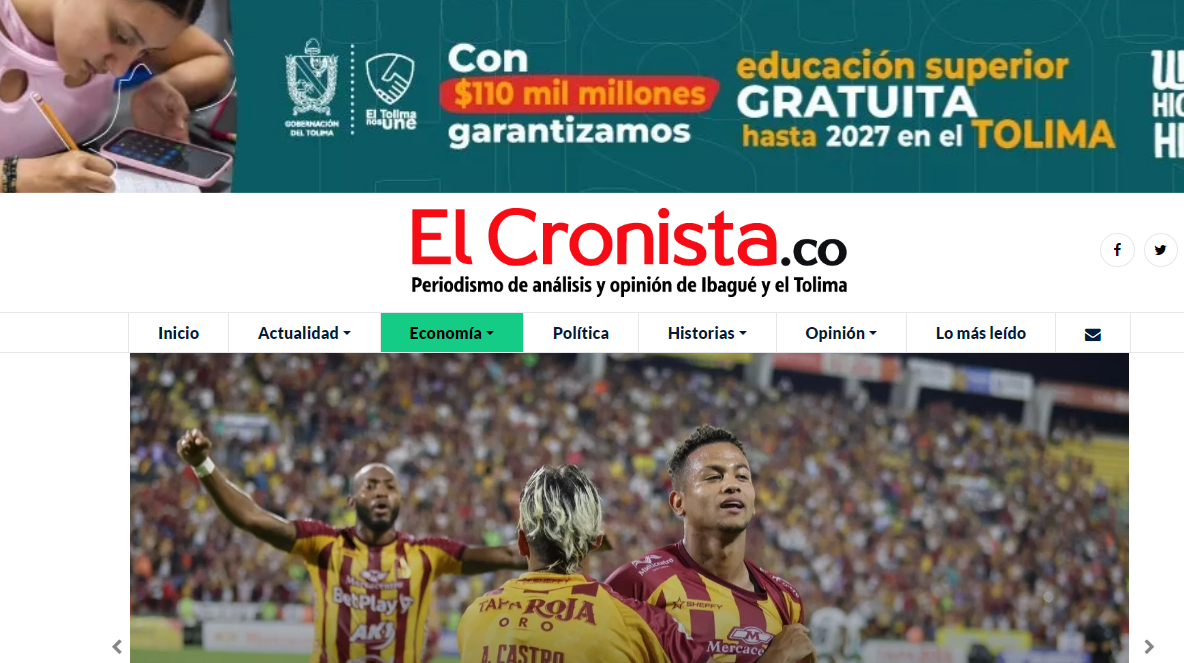 GOBERNACIÓN
DEL TOLIMA
El Tolima
nos une
Con
$110 mil millones
garantizamos
educación superior
GRATUITA
hasta 2027 en el TOLIMA
El Cronista.co
Periodismo de análisis y opinión de Ibagué y el Tolima
Inicio
Actualidad
Economía
Política
Historias
Opinión
Lo más leído
BetPlay
TAPA ROJA
ORO
A. CASTRO
SHEFFY